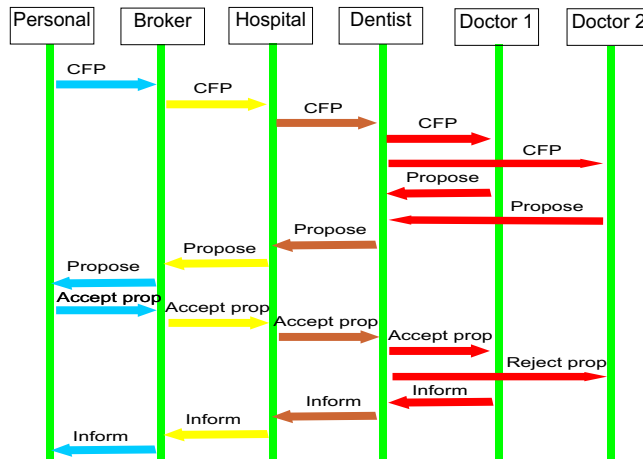 Personal
Broker
Hospital
Dentist
Doctor 1
Doctor 2
CFP
CFP
CFP
CFP
CFP
Propose
Propose
Propose
Propose
Propose
Accept prop
Accept prop
Accept prop
Accept prop
Reject prop
Inform
Inform
Inform
Inform